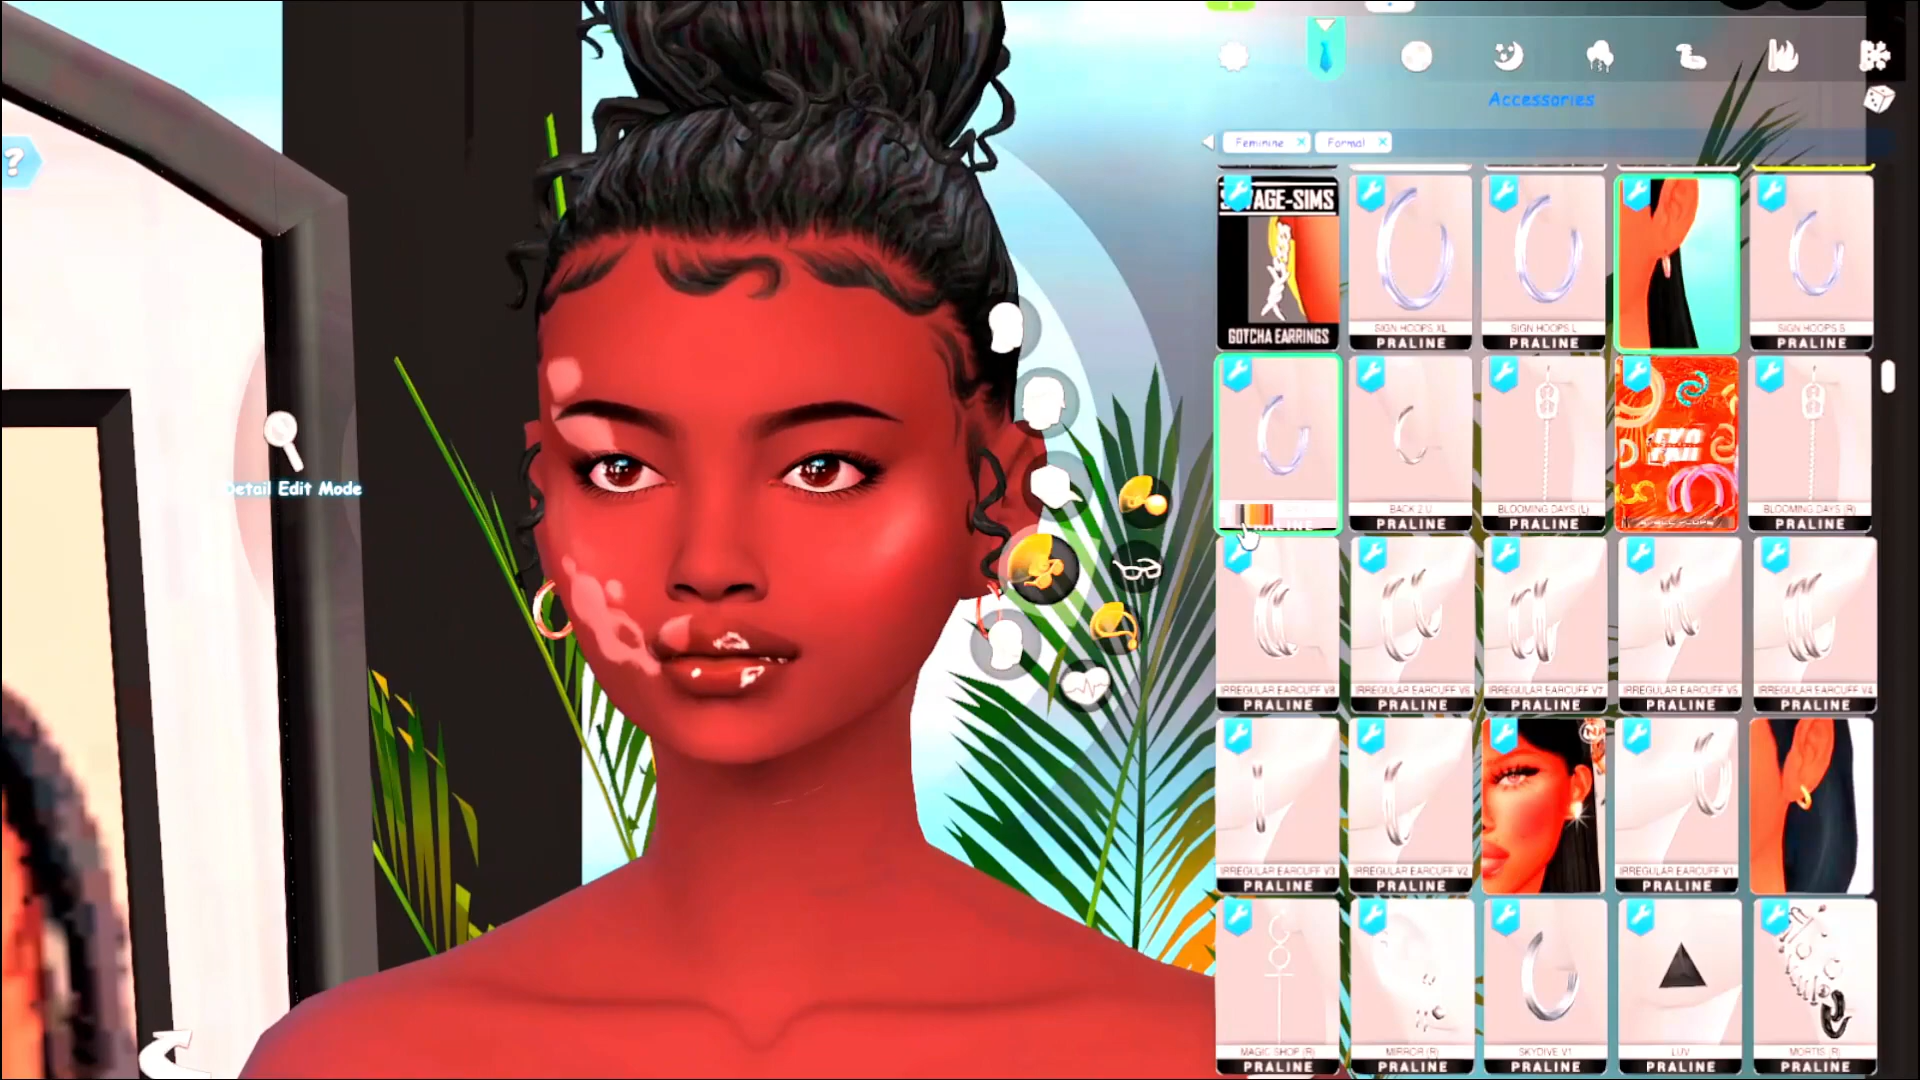 Accessories
Feminine
Formal
?
Detail Edit Mode
GOTCHA EARRINGS
SIGN HOOPS XL
PRALINE
SIGN HOOPS L
PRALINE
SIGN HOOPS S
PRALINE
BACK 2 U
PRALINE
BLOOMING DAYS (L)
PRALINE
BLOOMING DAYS (R)
PRALINE
IRREGULAR EARCUFF V8
PRALINE
IRREGULAR EARCUFF V6
PRALINE
IRREGULAR EARCUFF V7
PRALINE
IRREGULAR EARCUFF V5
PRALINE
IRREGULAR EARCUFF V4
PRALINE
IRREGULAR EARCUFF V3
PRALINE
IRREGULAR EARCUFF V2
PRALINE
IRREGULAR EARCUFF V1
PRALINE
MAGIC SHOP (R)
PRALINE
MIRROR (R)
PRALINE
SKYDIVE V1
PRALINE
LUV
PRALINE
MORTIS (R)
PRALINE